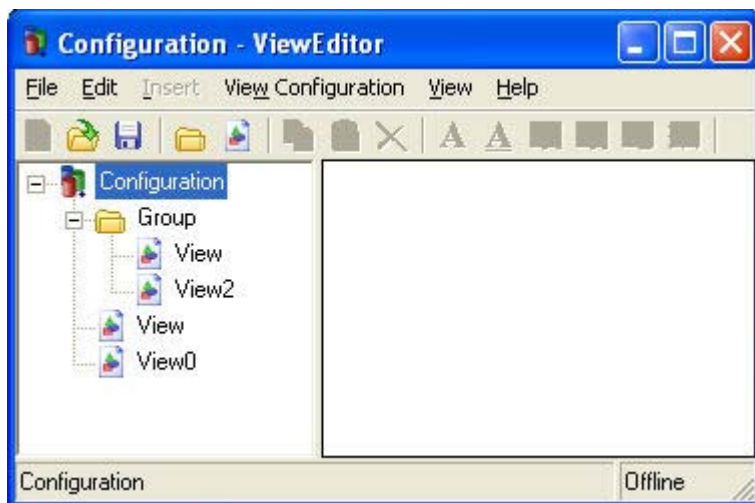 Configuration - ViewEditor
File Edit Insert View Configuration View Help
A A
Configuration
Group
View
View2
View
View0
Configuration Offline